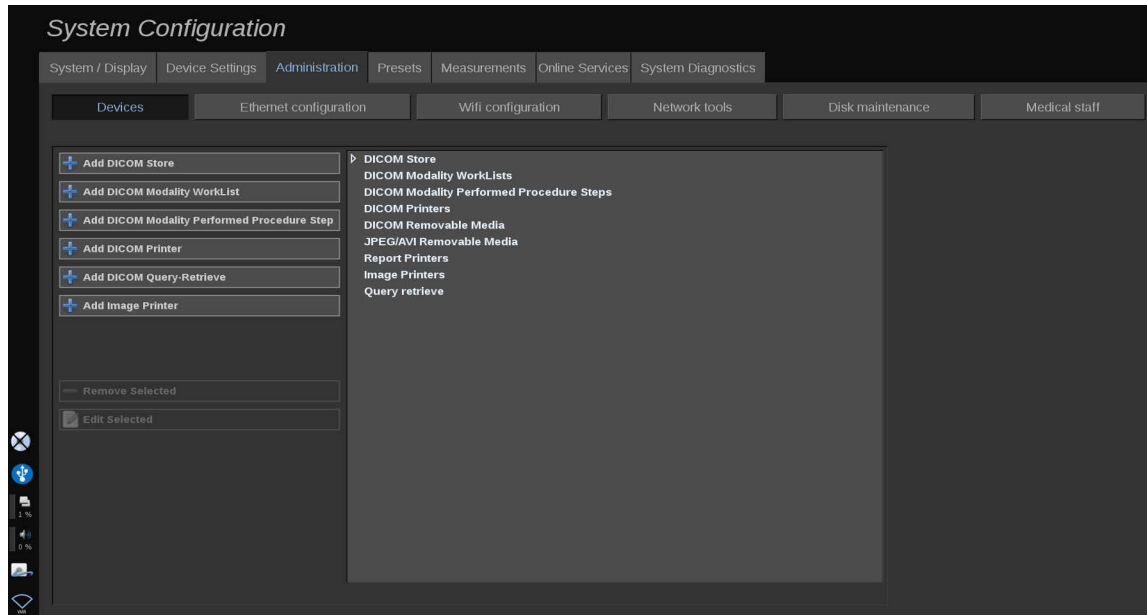 System Configuration
System / Display Device Settings Administration Presets Measurements Online Services System Diagnostics
Devices Ethernet configuration Wifi configuration Network tools Disk maintenance Medical staff
Add DICOM Store
Add DICOM Modality WorkList
Add DICOM Modality Performed Procedure Step
Add DICOM Printer
Add DICOM Query-Retrieve
Add Image Printer
Remove Selected
Edit Selected
DICOM Store
DICOM Modality WorkLists
DICOM Modality Performed Procedure Steps
DICOM Printers
DICOM Removable Media
JPEG/AVI Removable Media
Report Printers
Image Printers
Query retrieve
1 %
0 %
Wifi